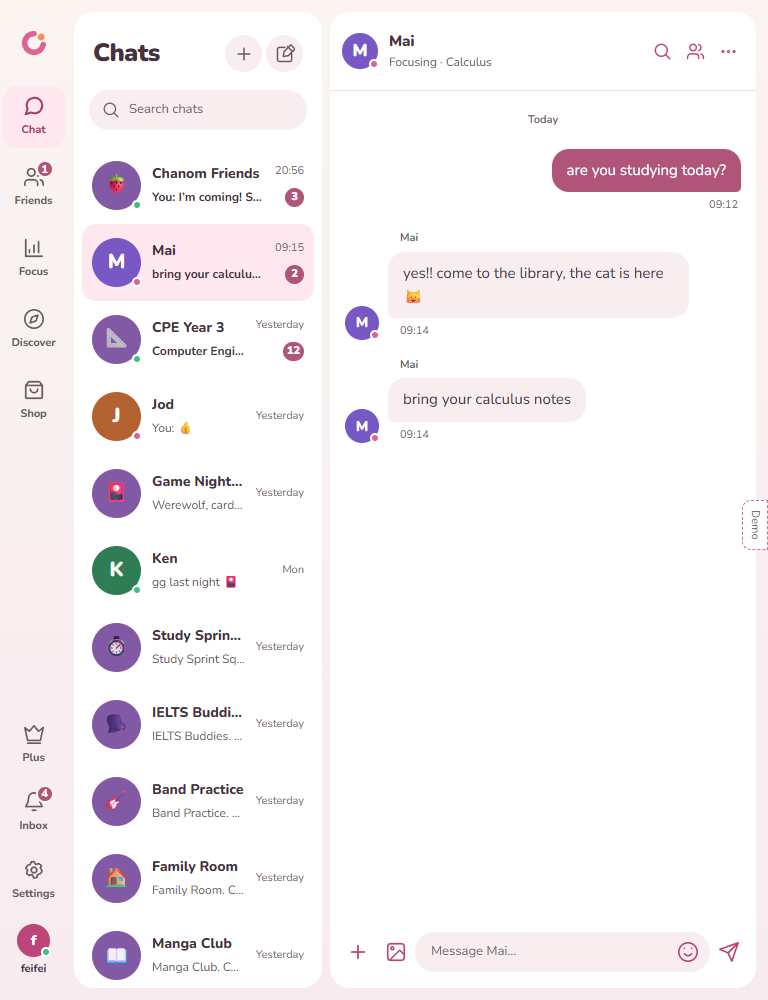 Chat
1
Friends
Focus
Discover
Shop
Plus
4
Inbox
Settings
f
feifei
Chats
Search chats
Chanom Friends 20:56
You: I'm coming! S... 3
M
Mai 09:15
bring your calculu... 2
CPE Year 3 Yesterday
Computer Engi... 12
J
Jod Yesterday
You: 👍
Game Night... Yesterday
Werewolf, card...
K
Ken Mon
gg last night 🎴
Study Sprin... Yesterday
Study Sprint Sq...
IELTS Buddi... Yesterday
IELTS Buddies. ...
Band Practice Yesterday
Band Practice. ...
Family Room Yesterday
Family Room. C...
Manga Club Yesterday
Manga Club. C...
M
Mai
Focusing · Calculus
Today
are you studying today?
09:12
Mai
yes!! come to the library, the cat is here
🐱
M
09:14
Mai
bring your calculus notes
M
09:14
Demo
Message Mai...